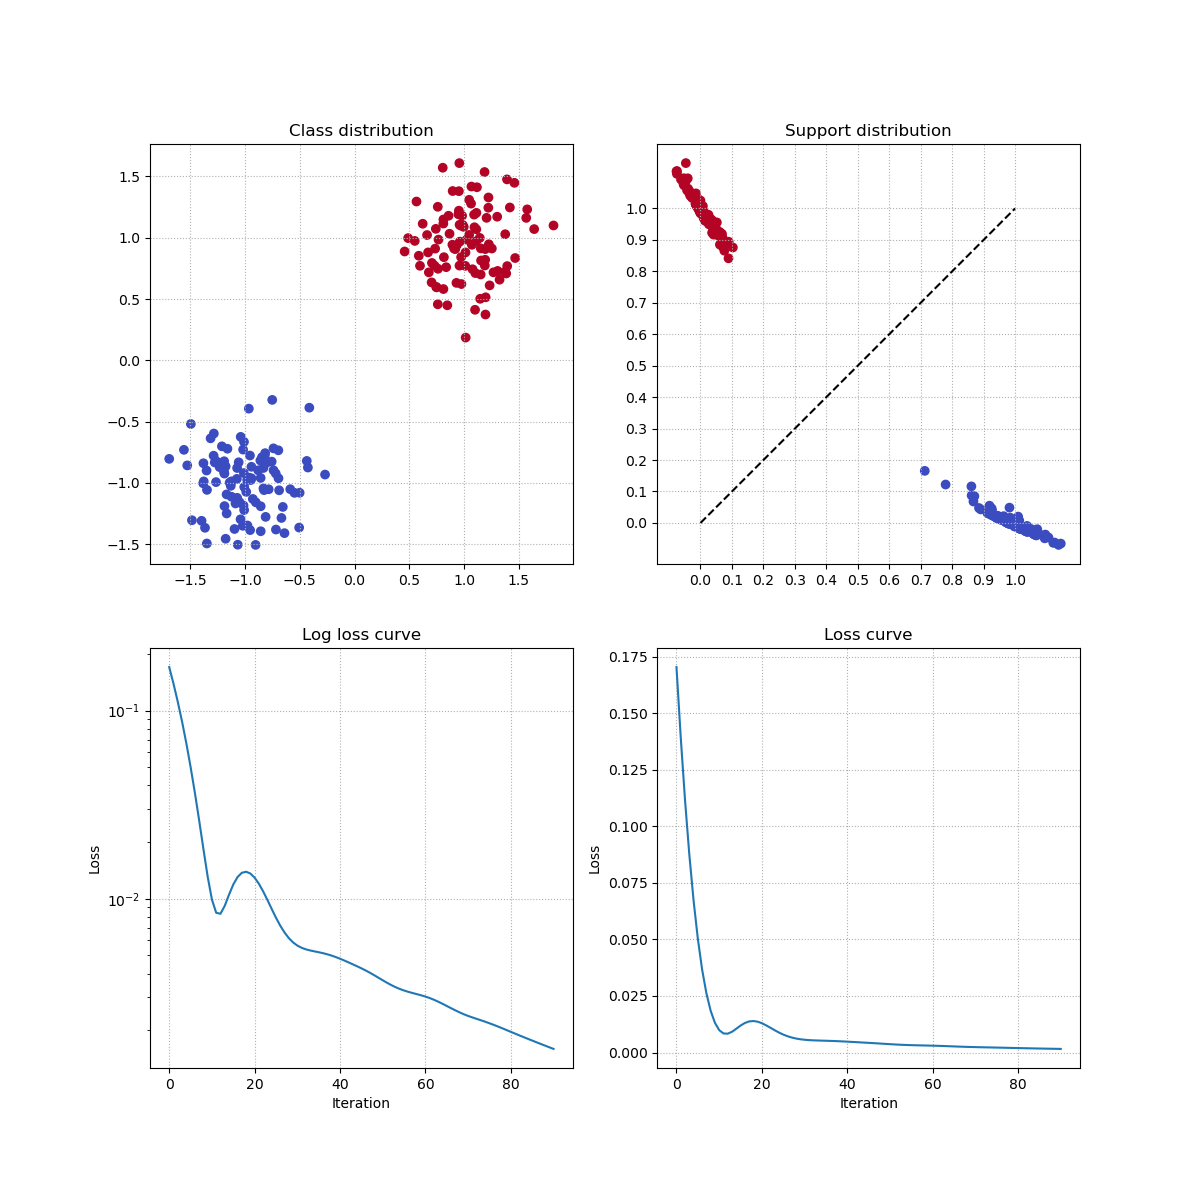 Class distribution
1.5
1.0
0.5
0.0
−0.5
−1.0
−1.5
−1.5 −1.0 −0.5 0.0 0.5 1.0 1.5
Support distribution
1.0
0.9
0.8
0.7
0.6
0.5
0.4
0.3
0.2
0.1
0.0
0.0 0.1 0.2 0.3 0.4 0.5 0.6 0.7 0.8 0.9 1.0
Log loss curve
Loss
10⁻¹
10⁻²
0 20 40 60 80
Iteration
Loss curve
Loss
0.175
0.150
0.125
0.100
0.075
0.050
0.025
0.000
0 20 40 60 80
Iteration